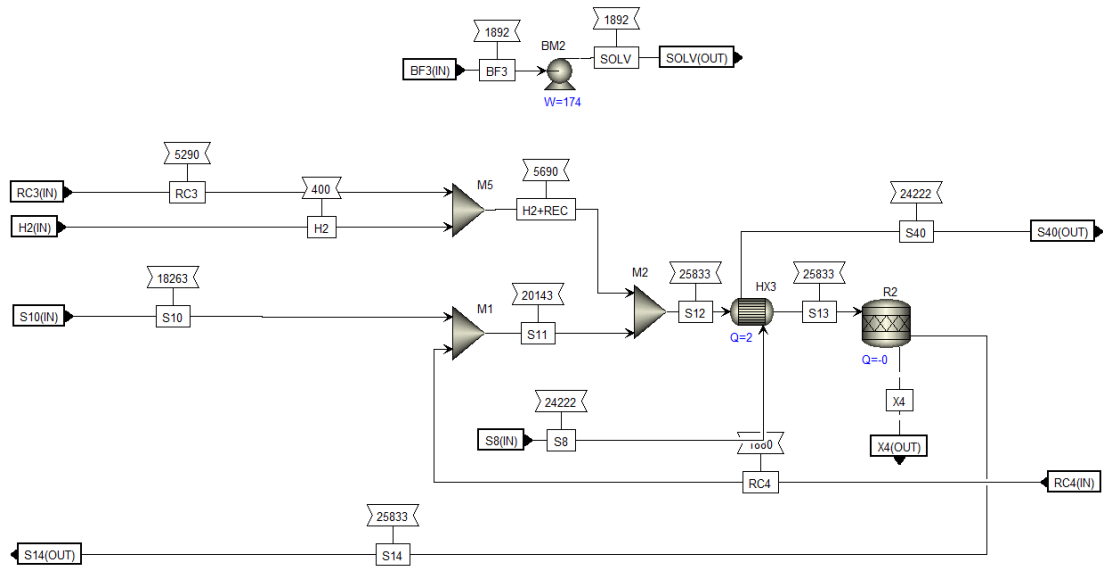 1892
1892
BM2
BF3(IN)
BF3
SOLV
SOLV(OUT)
W=174
5290
400
5690
24222
RC3(IN)
RC3
M5
H2+REC
H2(IN)
H2
S40
S40(OUT)
18263
20143
M2
25833
HX3
25833
R2
S10(IN)
S10
M1
S11
S12
S13
Q=2
Q=-0
24222
X4
S8(IN)
S8
1880
X4(OUT)
RC4
RC4(IN)
25833
S14(OUT)
S14